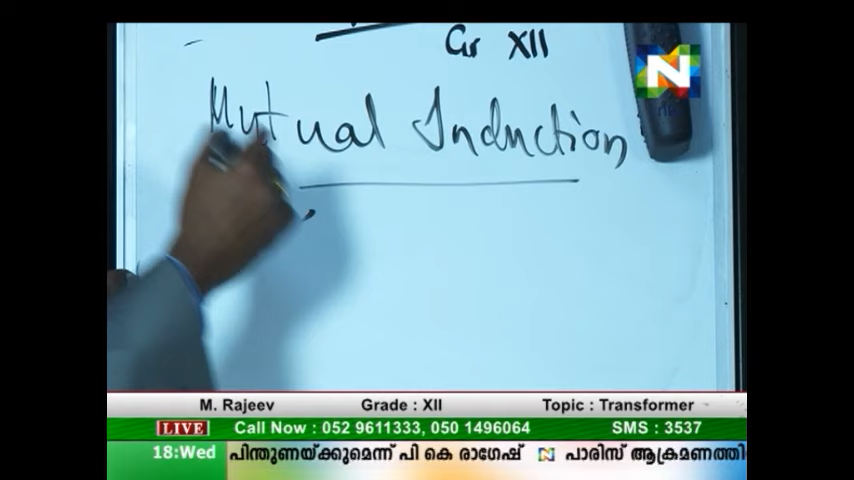 Gr XII
Mutual Induction
N
M. Rajeev Grade : XII Topic : Transformer
LIVE Call Now : 052 9611333, 050 1496064 SMS : 3537
18:Wed പിന്തുണയ്ക്കുമെന്ന് പി കെ രാഗേഷ് N പാരിസ് ആക്രമണത്തി